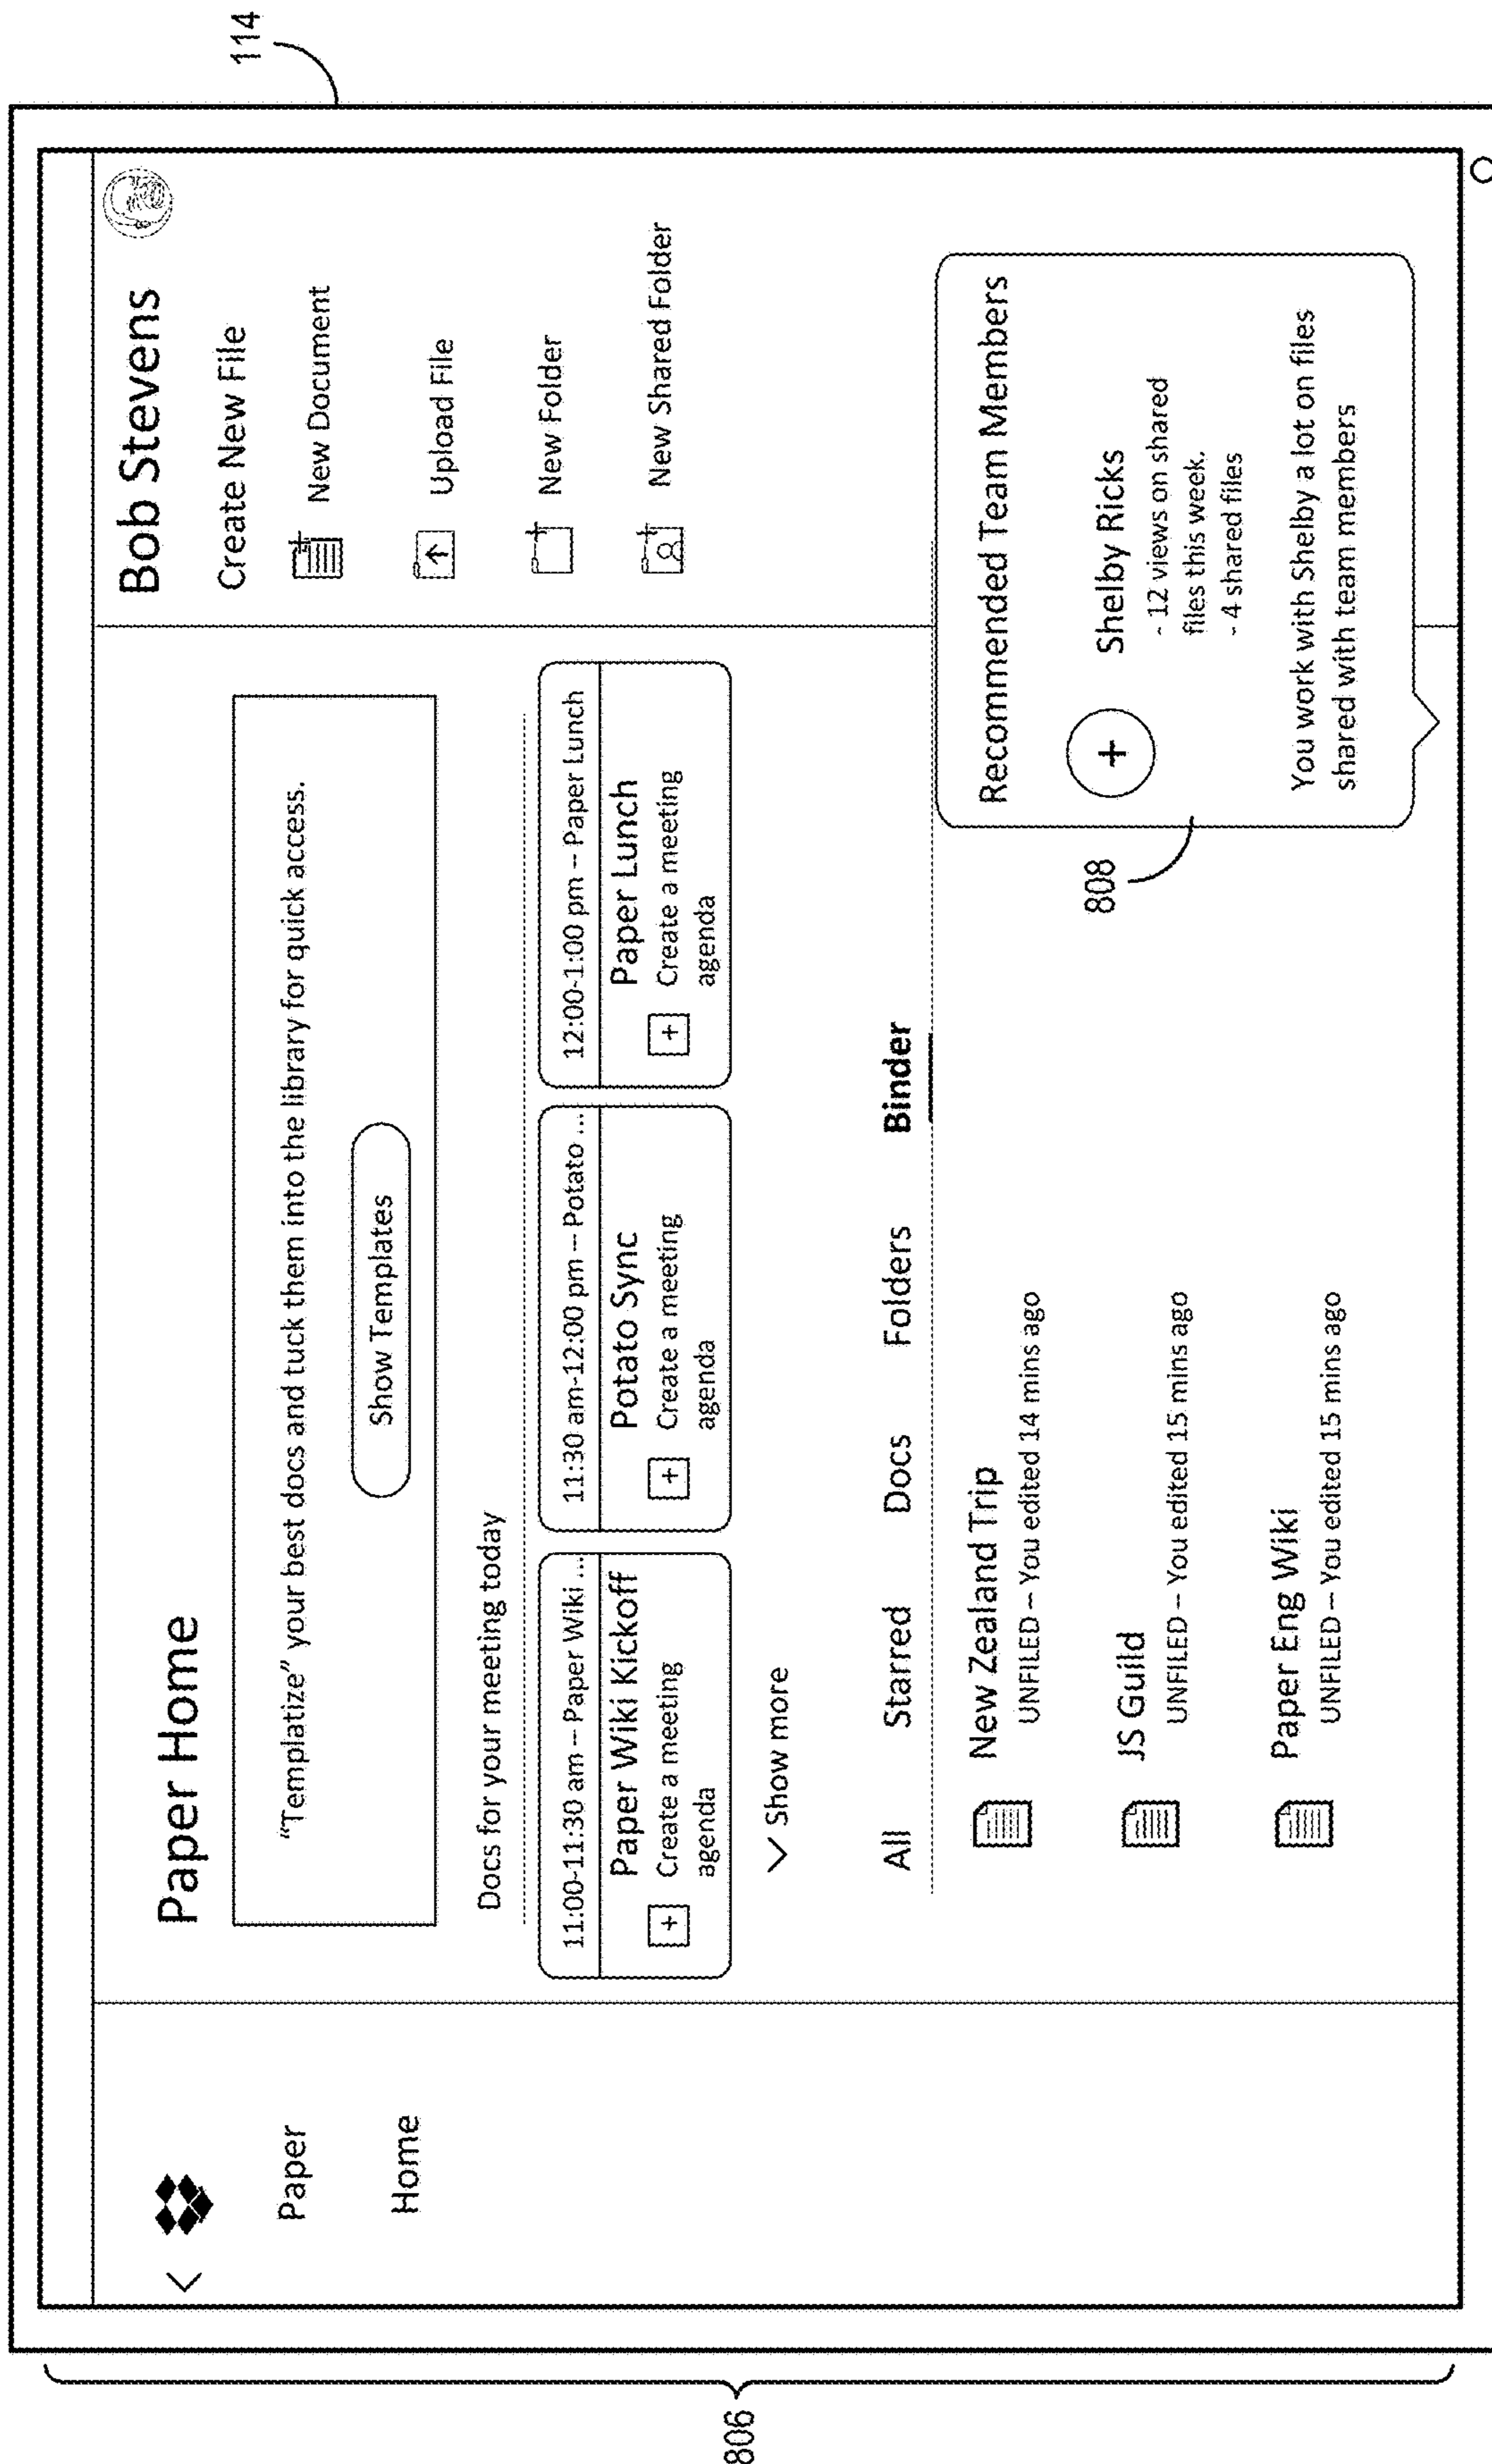 114
806
Paper
Home
Paper Home
"Templatize" your best docs and tuck them into the library for quick access.
Show Templates
Docs for your meeting today
11:00-11:30 am – Paper Wiki ...
Paper Wiki Kickoff
+ Create a meeting
agenda
11:30 am-12:00 pm – Potato ...
Potato Sync
+ Create a meeting
agenda
12:00-1:00 pm – Paper Lunch
Paper Lunch
+ Create a meeting
agenda
Show more
All Starred Docs Folders Binder
New Zealand Trip
UNFILED – You edited 14 mins ago
JS Guild
UNFILED – You edited 15 mins ago
Paper Eng Wiki
UNFILED – You edited 15 mins ago
Bob Stevens
Create New File
New Document
Upload File
New Folder
New Shared Folder
808
Recommended Team Members
+
Shelby Ricks
- 12 views on shared
files this week.
- 4 shared files
You work with Shelby a lot on files
shared with team members